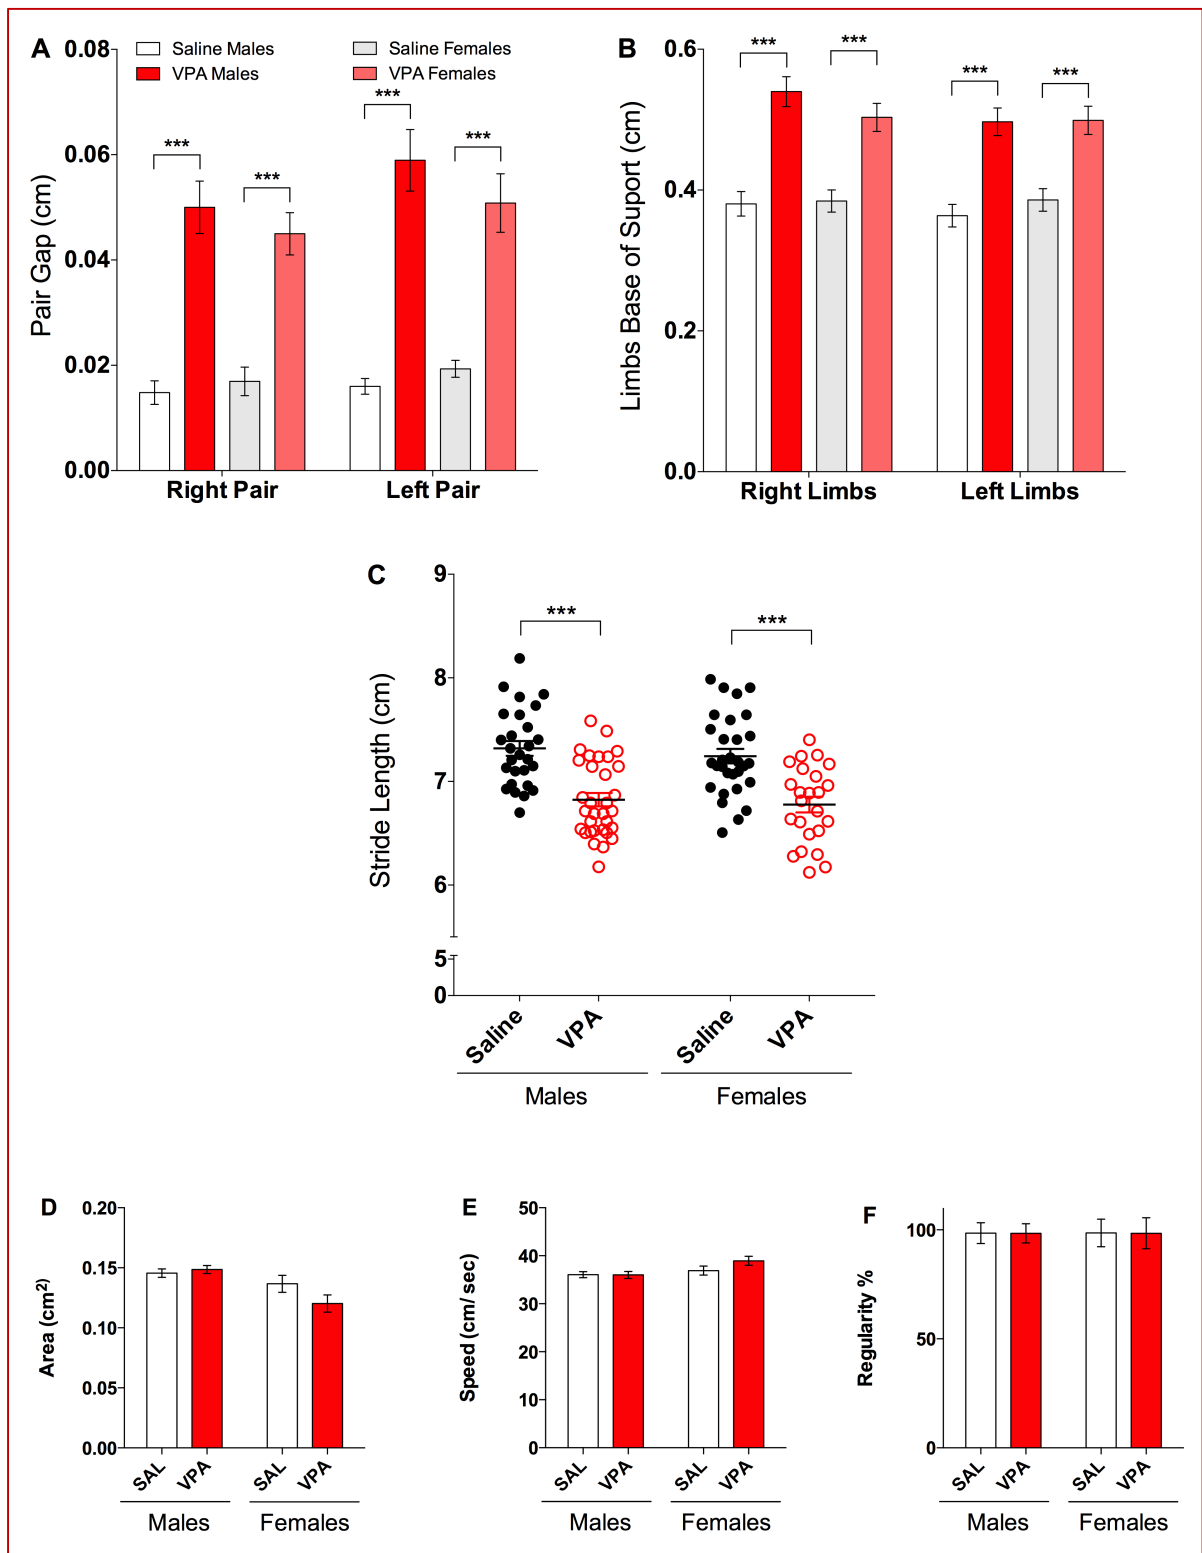 A
Pair Gap (cm)
0.08
0.06
0.04
0.02
0.00
Saline Males
VPA Males
Saline Females
VPA Females
***
***
***
***
Right Pair
Left Pair
B
Limbs Base of Suport (cm)
0.6
0.4
0.2
0.0
***
***
***
***
Right Limbs
Left Limbs
C
Stride Length (cm)
9
8
7
6
5
0
***
***
Saline
VPA
Saline
VPA
Males
Females
D
Area (cm²)
0.20
0.15
0.10
0.05
0.00
SAL
VPA
SAL
VPA
Males
Females
E
Speed (cm/ sec)
50
40
30
20
10
0
SAL
VPA
SAL
VPA
Males
Females
F
Regularity %
100
50
0
SAL
VPA
SAL
VPA
Males
Females